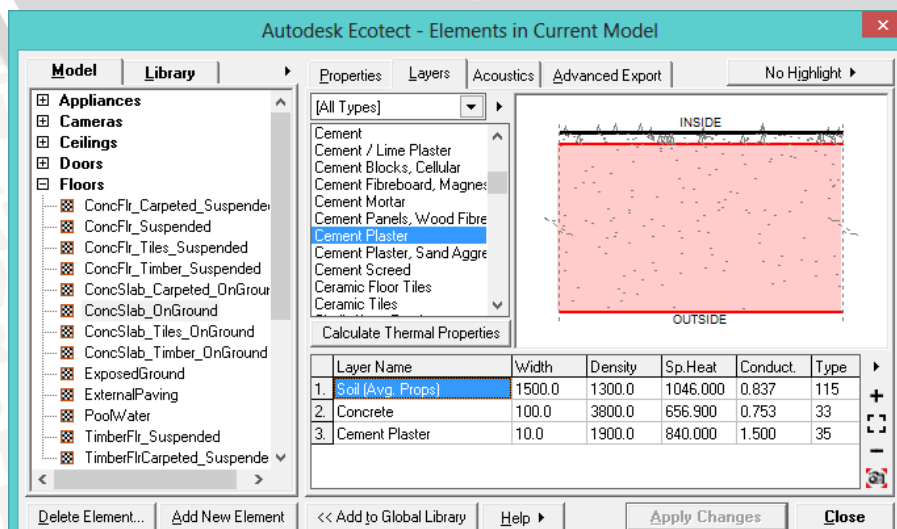 Autodesk Ecotect - Elements in Current Model
Model Library
Properties Layers Acoustics Advanced Export No Highlight
Appliances
Cameras
Ceilings
Doors
Floors
ConcFlr_Carpeted_Suspende
ConcFlr_Suspended
ConcFlr_Tiles_Suspended
ConcFlr_Timber_Suspended
ConcSlab_Carpeted_OnGroun
ConcSlab_OnGround
ConcSlab_Tiles_OnGround
ConcSlab_Timber_OnGround
ExposedGround
ExternalPaving
PoolWater
TimberFlr_Suspended
TimberFlrCarpeted_Suspende
[All Types]
Cement
Cement / Lime Plaster
Cement Blocks, Cellular
Cement Fibreboard, Magnes
Cement Mortar
Cement Panels, Wood Fibre
Cement Plaster
Cement Plaster, Sand Aggre
Cement Screed
Ceramic Floor Tiles
Ceramic Tiles
Calculate Thermal Properties
INSIDE
OUTSIDE
Layer Name Width Density Sp.Heat Conduct. Type
1. Soil (Avg. Props) 1500.0 1300.0 1046.000 0.837 115
2. Concrete 100.0 3800.0 656.900 0.753 33
3. Cement Plaster 10.0 1900.0 840.000 1.500 35
Delete Element... Add New Element << Add to Global Library Help Apply Changes Close